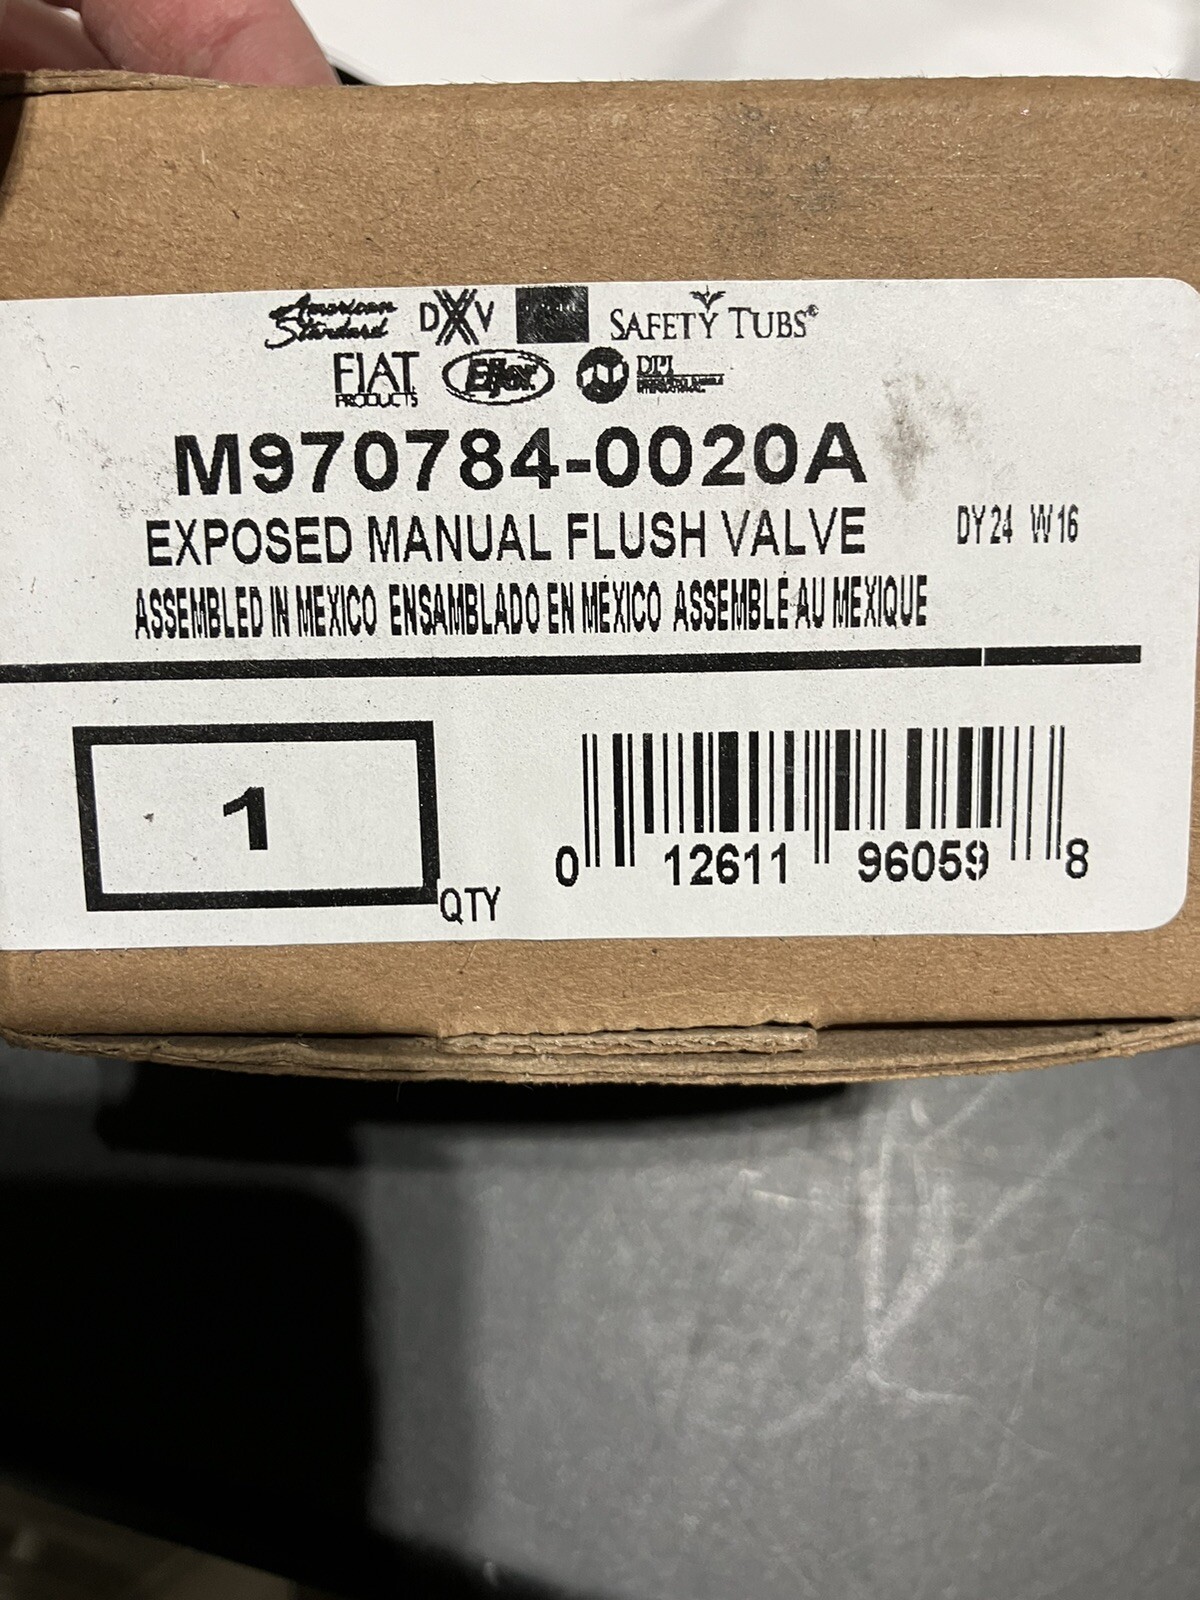 American Standard DXV SAFETY TUBS®
FIAT PRODUCTS Eljer DPI
M970784-0020A
EXPOSED MANUAL FLUSH VALVE DY24 W16
ASSEMBLED IN MEXICO ENSAMBLADO EN MÉXICO ASSEMBLÉ AU MEXIQUE
1
QTY
0 12611 96059 8